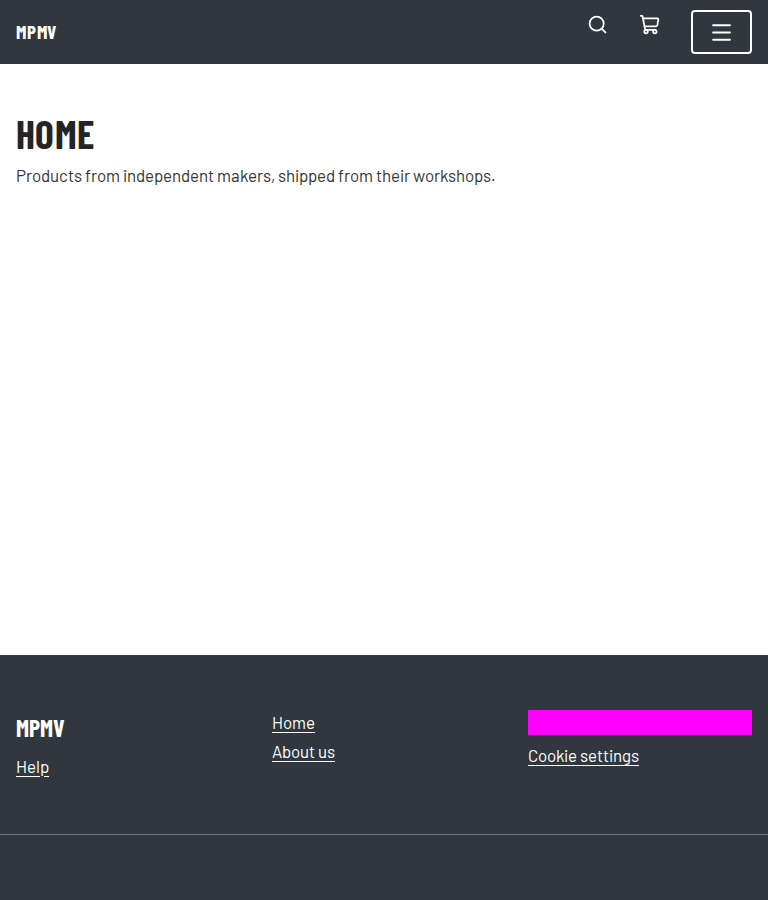 MPMV
HOME
Products from independent makers, shipped from their workshops.
MPMV
Help
Home
About us
Cookie settings